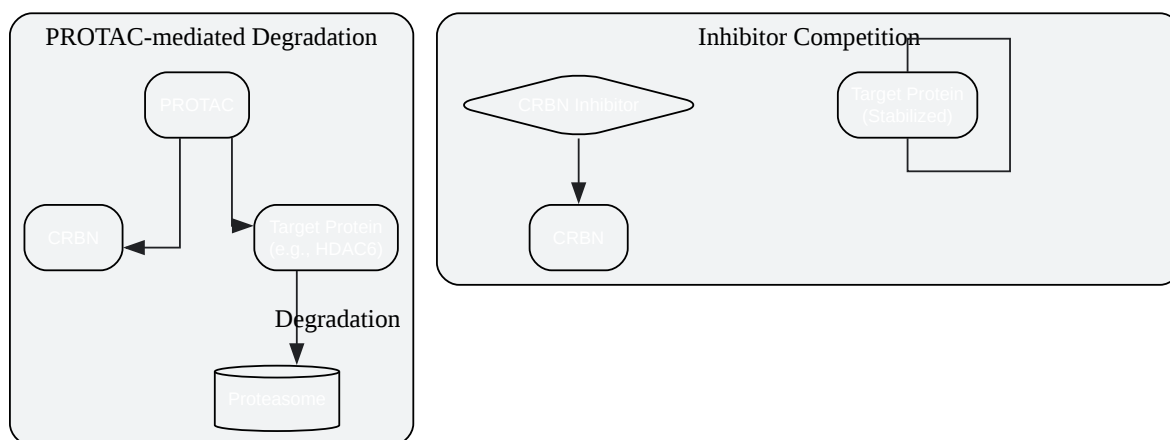 PROTAC-mediated Degradation
PROTAC
CRBN
Target Protein
(e.g., HDAC6)
Degradation
Proteasome
Inhibitor Competition
CRBN Inhibitor
CRBN
Target Protein
(Stabilized)